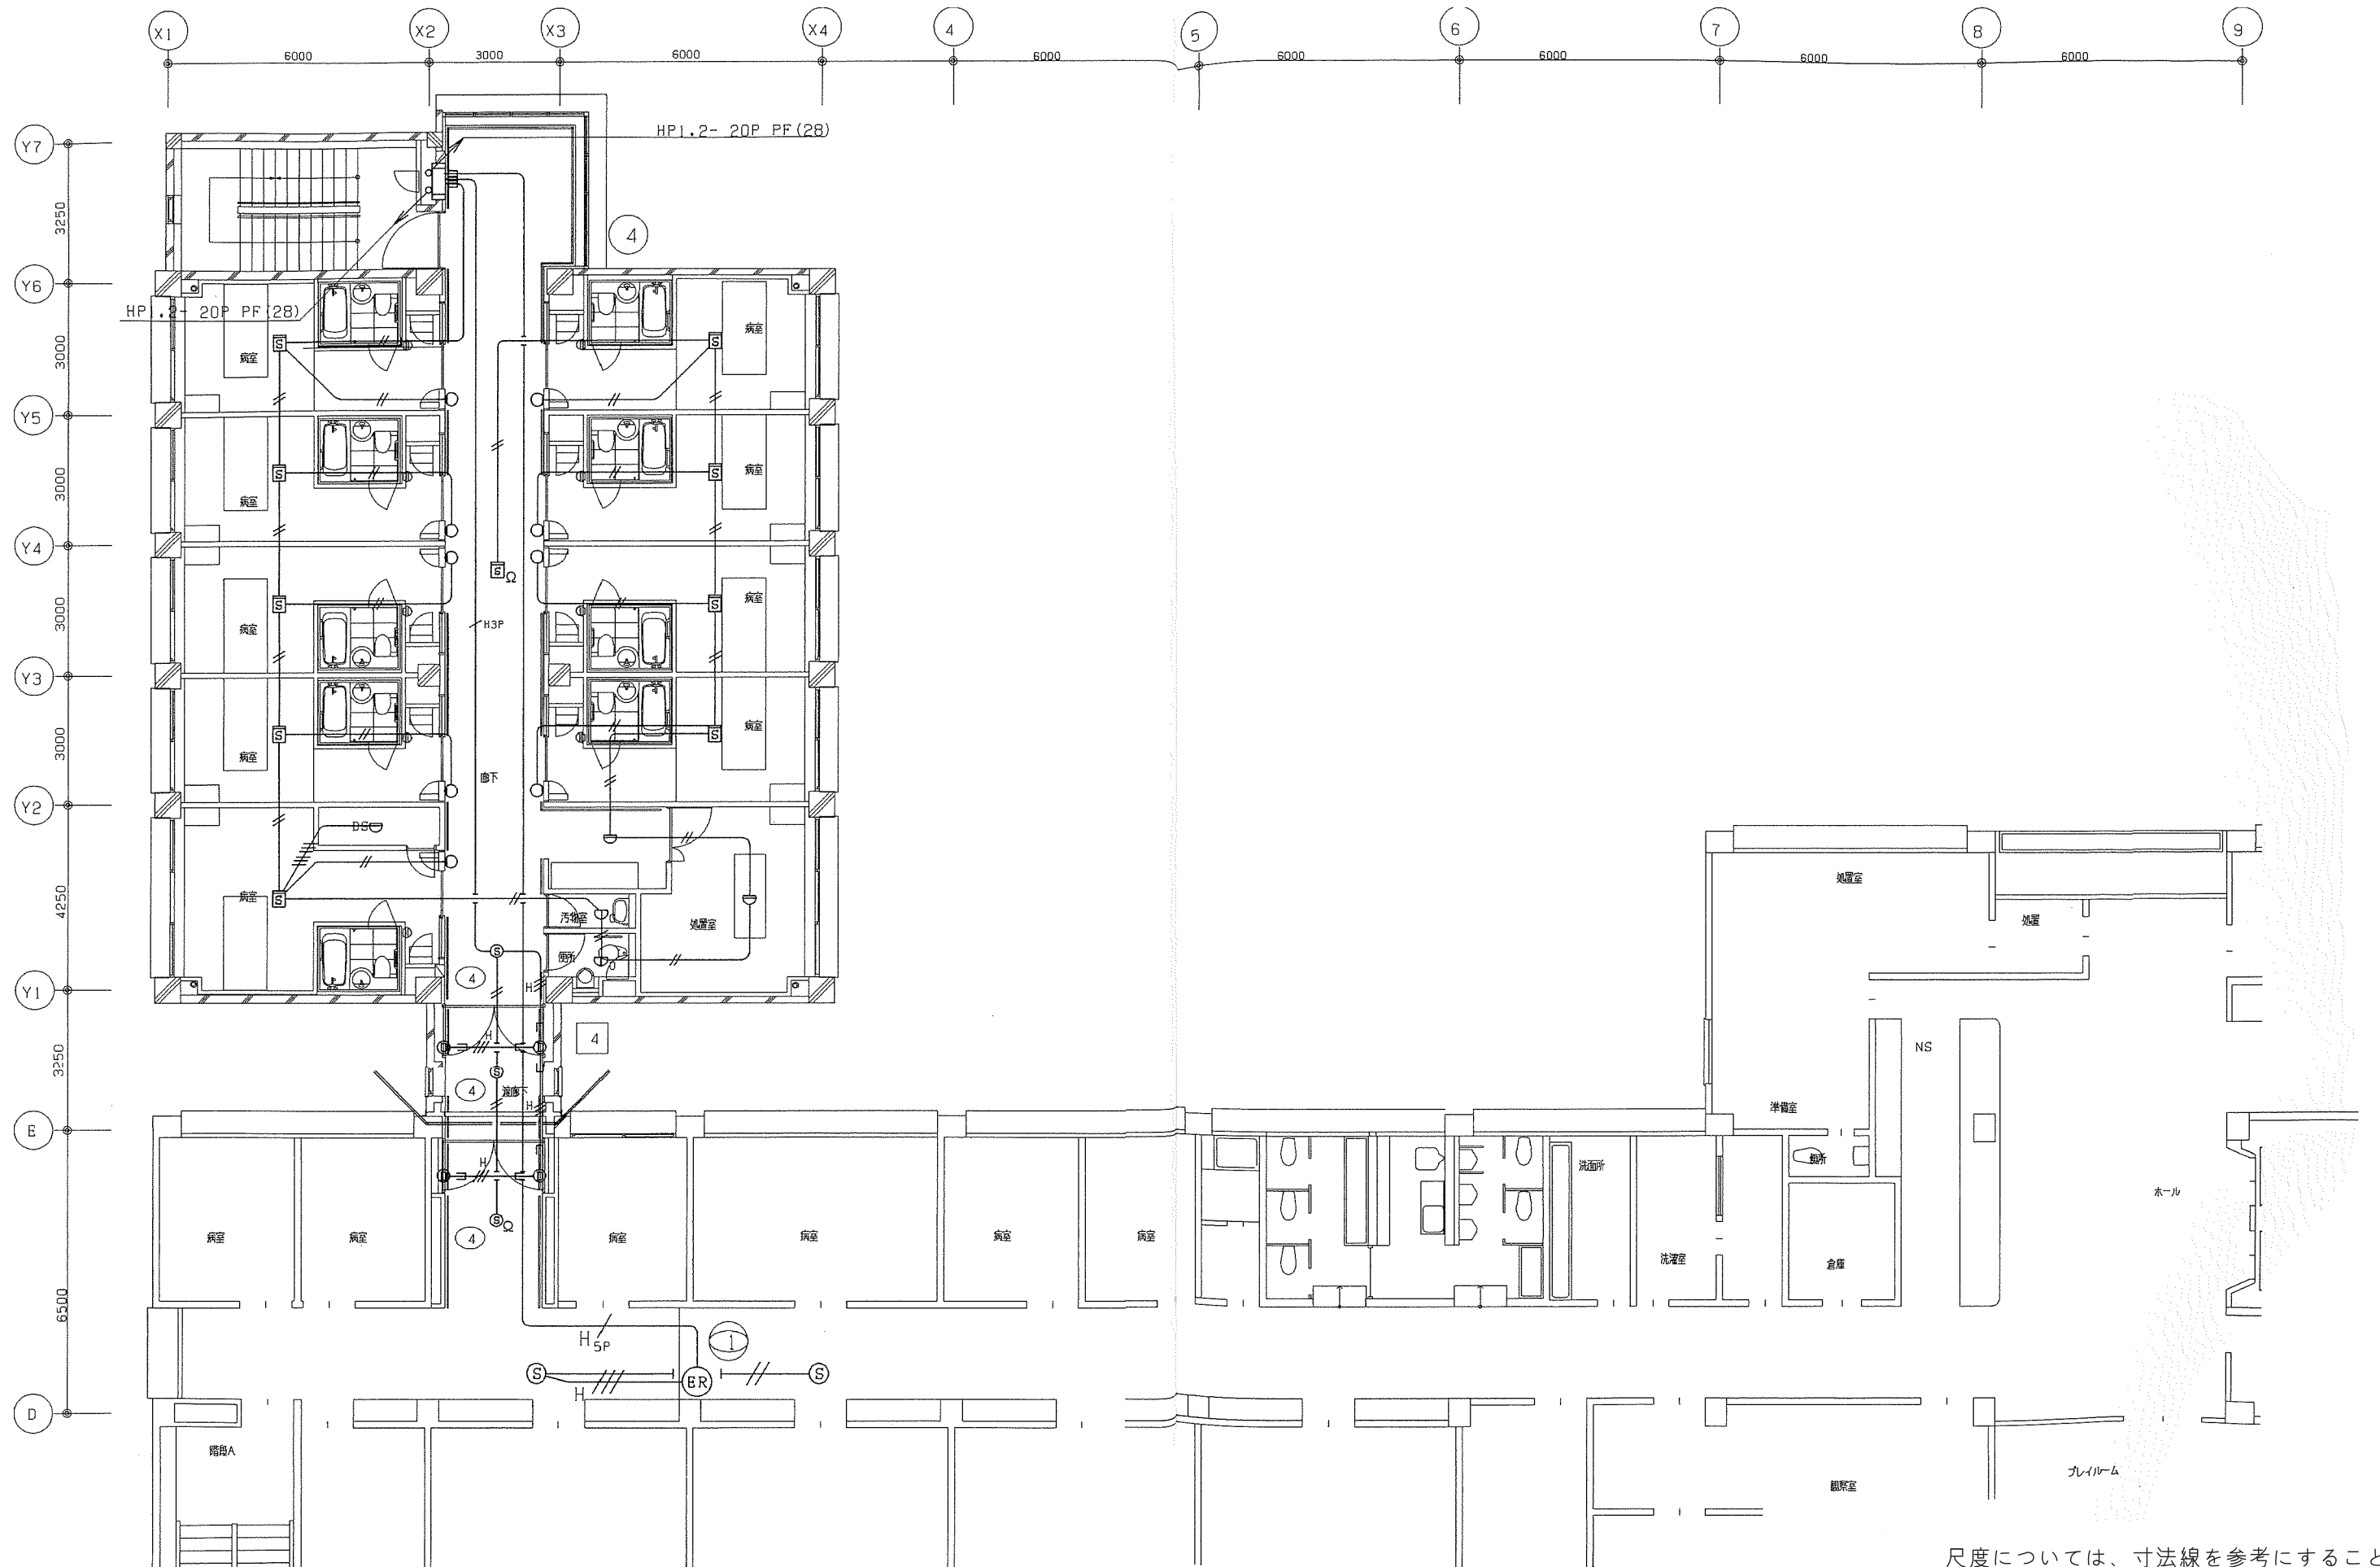 X1 X2 X3 X4 4 5 6 7 8 9
6000 3000 6000 6000 6000 6000 6000 6000
HP1.2- 20P PF(28)
Y7
3250
4
Y6
HP1.2- 20P PF(28)
病室 S S 病室
3000
Y5
病室 S S 病室
3000
Y4
S Ω
病室 S S 病室
3000
H3P
Y3
病室 S S 病室
3000
廊下
Y2
DS
処置室
病室 S
4250
汚物室 処置室
処置
便所
S
4
Y1
H
4
H
NS
3250
S
4 渡廊下
H
準備室
E
H
便所
洗面所
ホール
S Ω
4
病室 病室 病室 病室 病室 病室
洗濯室 倉庫
6500
H 5P
1
S ER S
H
D
階段A
プレイルーム
観察室
尺度については、寸法線を参考にすること